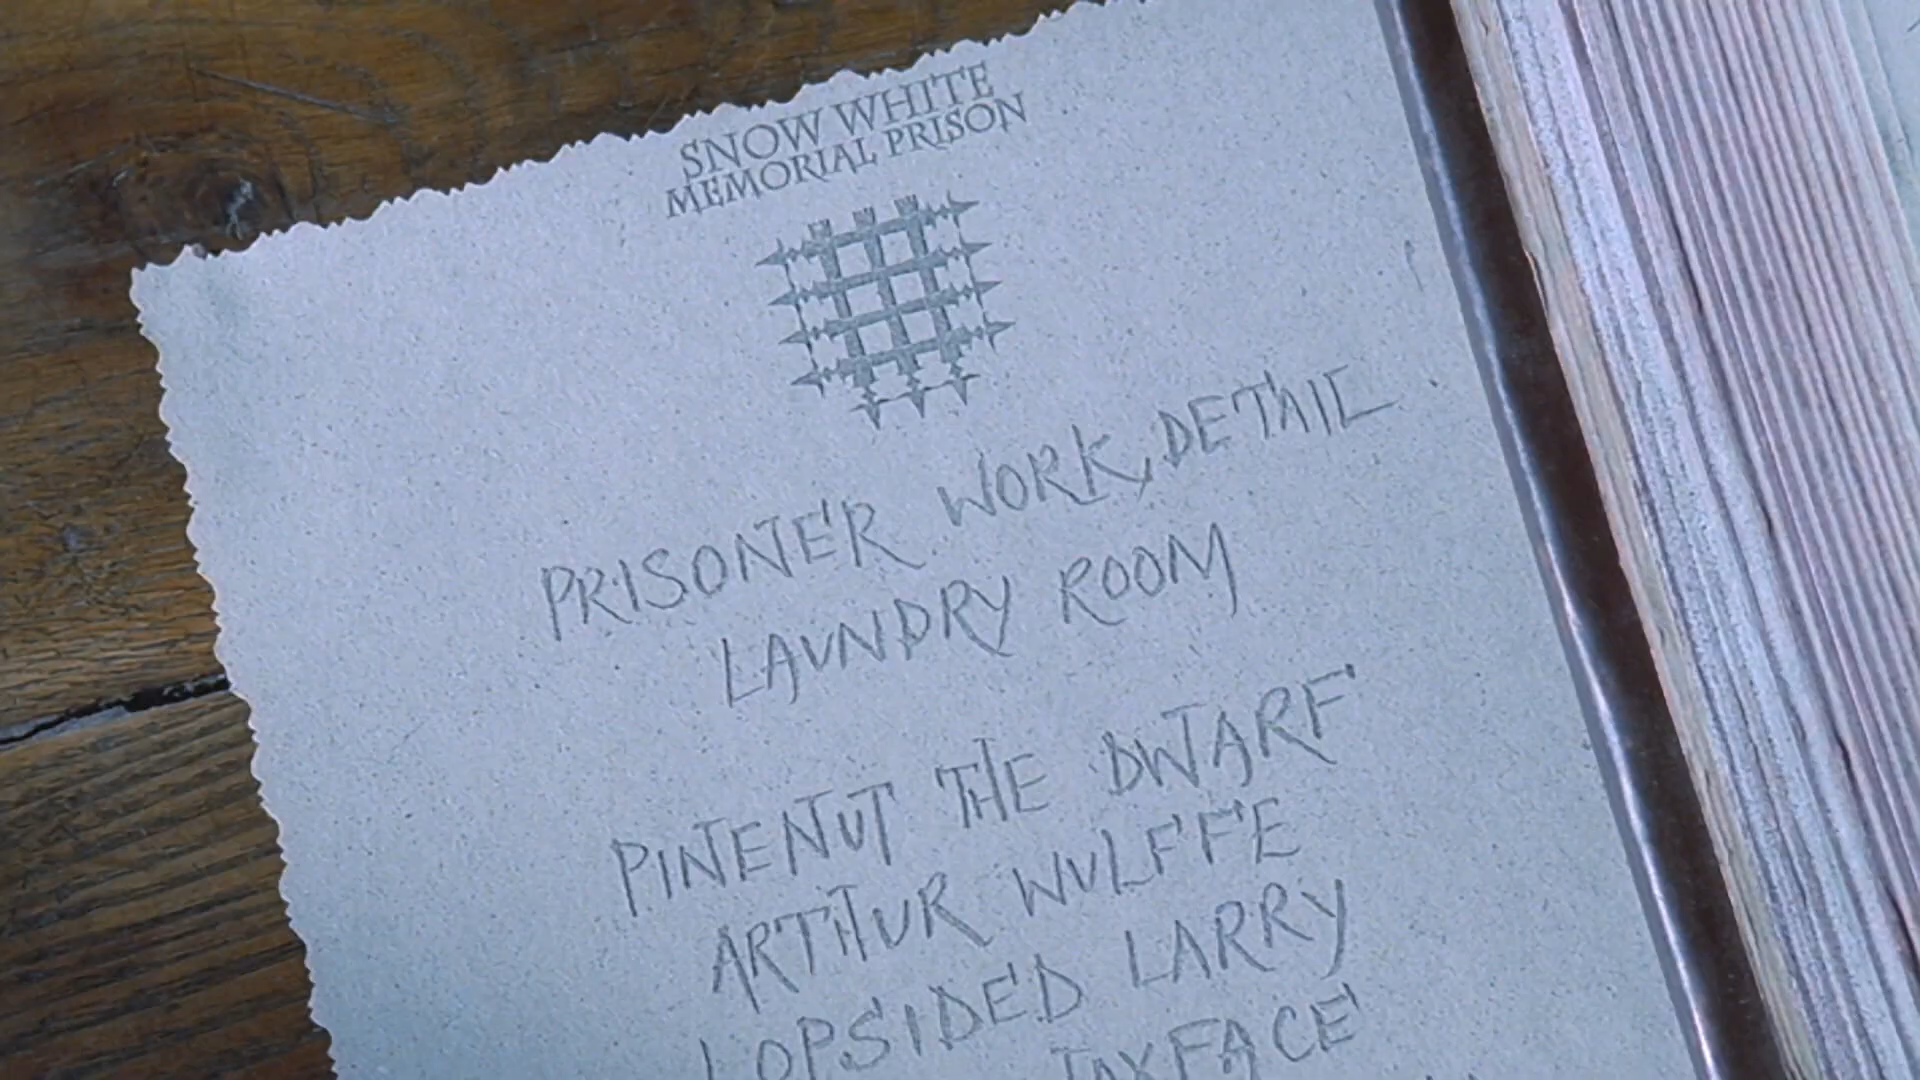 SNOW WHITE
MEMORIAL PRISON
PRISONER WORK DETAIL
LAUNDRY ROOM
PINENUT THE DWARF
ARTHUR WULFFE
LOPSIDED LARRY